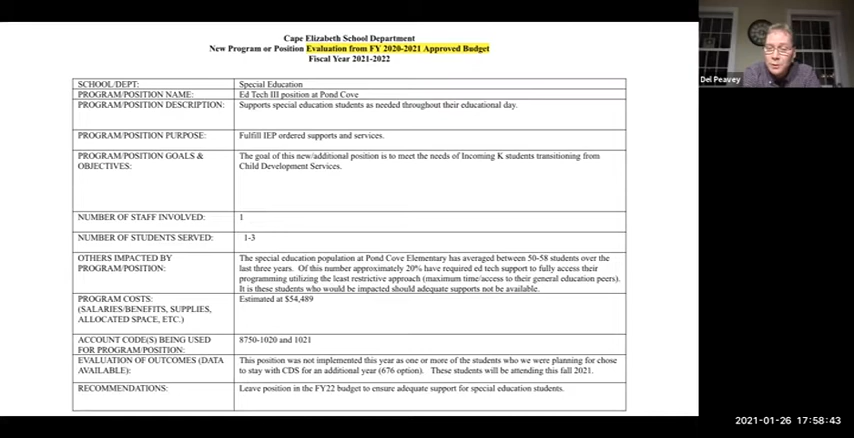 Cape Elizabeth School Department
New Program or Position Evaluation from FY 2020-2021 Approved Budget
Fiscal Year 2021-2022
SCHOOL/DEPT: Special Education
PROGRAM/POSITION NAME: Ed Tech III position at Pond Cove
PROGRAM/POSITION DESCRIPTION: Supports special education students as needed throughout their educational day.
PROGRAM/POSITION PURPOSE: Fulfill IEP ordered supports and services.
PROGRAM/POSITION GOALS & The goal of this new/additional position is to meet the needs of Incoming K students transitioning from
OBJECTIVES: Child Development Services.
NUMBER OF STAFF INVOLVED: 1
NUMBER OF STUDENTS SERVED: 1-3
OTHERS IMPACTED BY The special education population at Pond Cove Elementary has averaged between 50-58 students over the
PROGRAM/POSITION: last three years. Of this number approximately 20% have required ed tech support to fully access their
programming utilizing the least restrictive approach (maximum time/access to their general education peers).
It is these students who would be impacted should adequate supports not be available.
PROGRAM COSTS: Estimated at $54,489
(SALARIES/BENEFITS, SUPPLIES,
ALLOCATED SPACE, ETC.)
ACCOUNT CODE(S) BEING USED 8750-1020 and 1021
FOR PROGRAM/POSITION:
EVALUATION OF OUTCOMES (DATA This position was not implemented this year as one or more of the students who we were planning for chose
AVAILABLE): to stay with CDS for an additional year (676 option). These students will be attending this fall 2021.
RECOMMENDATIONS: Leave position in the FY22 budget to ensure adequate support for special education students.
Del Peavey
2021-01-26 17:58:43